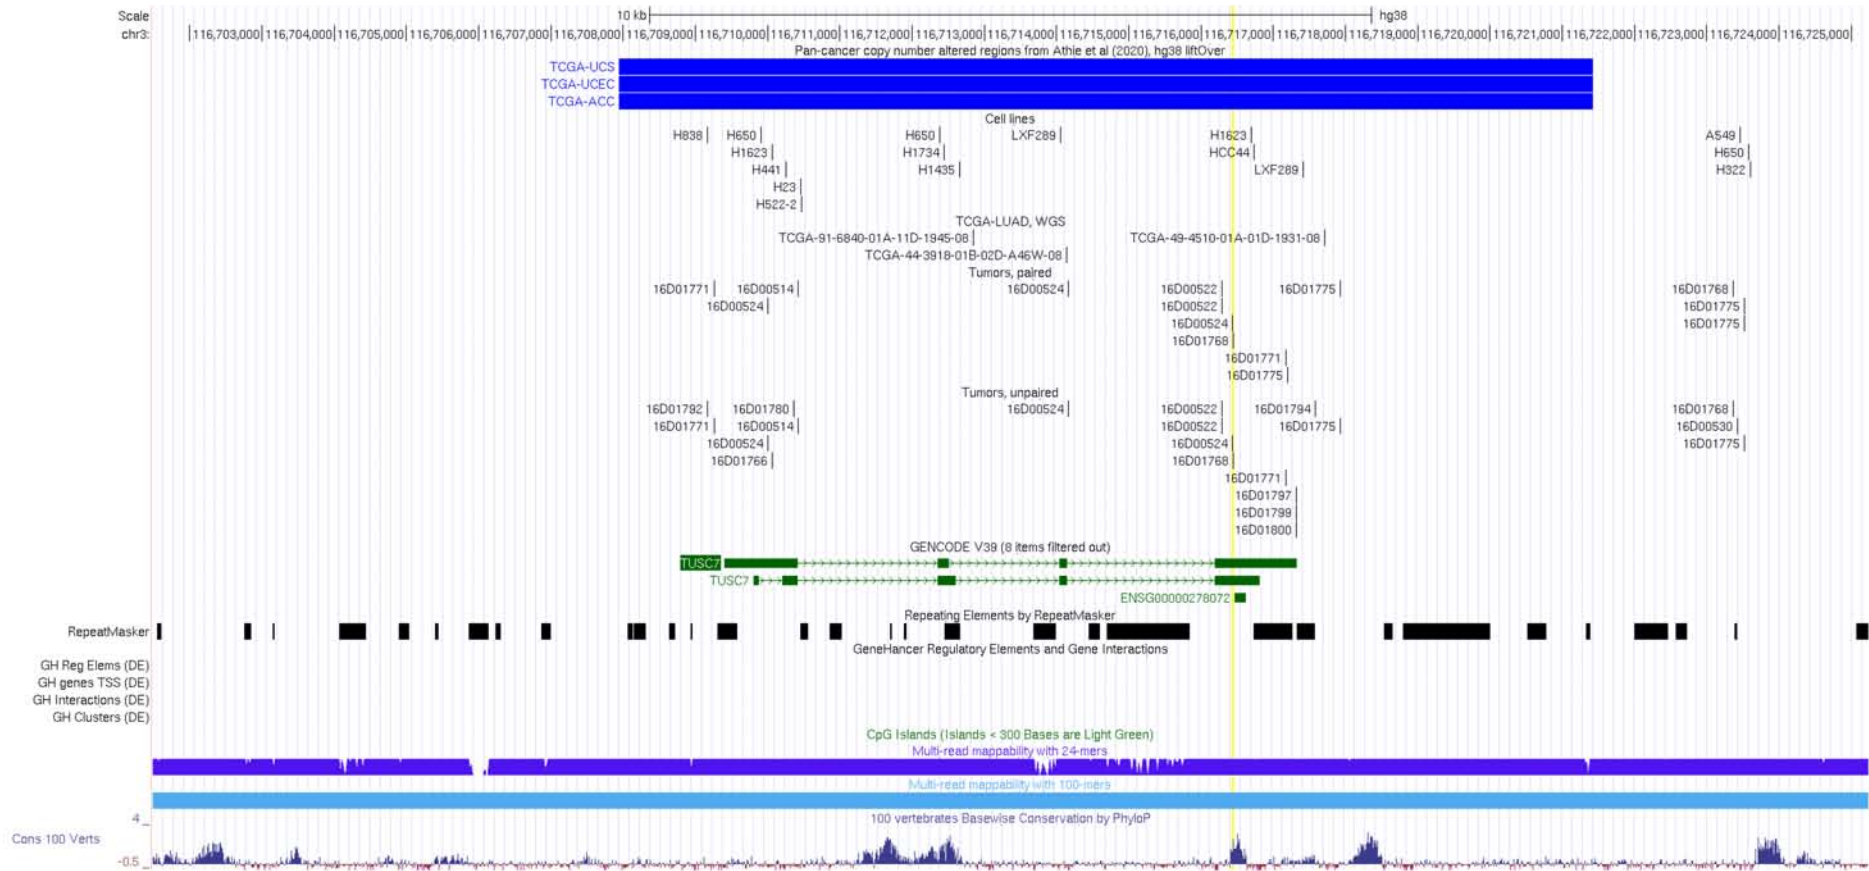 Scale 10 kb hg38
chr3: 116,703,000 116,704,000 116,705,000 116,706,000 116,707,000 116,708,000 116,709,000 116,710,000 116,711,000 116,712,000 116,713,000 116,714,000 116,715,000 116,716,000 116,717,000 116,718,000 116,719,000 116,720,000 116,721,000 116,722,000 116,723,000 116,724,000 116,725,000
Pan-cancer copy number altered regions from Athie et al (2020), hg38 liftOver
TCGA-UCS
TCGA-UCEC
TCGA-ACC
Cell lines
H838 H650 H650 LXF289 H1623 A549
H1623 H1734 HCC44 H650
H441 H1435 LXF289 H322
H23
H522-2
TCGA-LUAD, WGS
TCGA-91-6840-01A-11D-1945-08 TCGA-49-4510-01A-01D-1931-08
TCGA-44-3918-01B-02D-A46W-08
Tumors, paired
16D01771 16D00514 16D00524 16D00522 16D01775 16D01768
16D00524 16D00522 16D01775
16D00524 16D01775
16D01768
16D01771
16D01775
Tumors, unpaired
16D01792 16D01780 16D00524 16D00522 16D01794 16D01768
16D01771 16D00514 16D00522 16D01775 16D00530
16D00524 16D00524 16D01775
16D01766 16D01768
16D01771
16D01797
16D01799
16D01800
GENCODE V39 (8 items filtered out)
TUSC7
TUSC7
ENSG00000278072
Repeating Elements by RepeatMasker
RepeatMasker
GeneHancer Regulatory Elements and Gene Interactions
GH Reg Elems (DE)
GH genes TSS (DE)
GH Interactions (DE)
GH Clusters (DE)
CpG Islands (Islands < 300 Bases are Light Green)
Multi-read mappability with 24-mers
Multi-read mappability with 100-mers
4 _ 100 vertebrates Basewise Conservation by PhyloP
Cons 100 Verts
-0.5 _